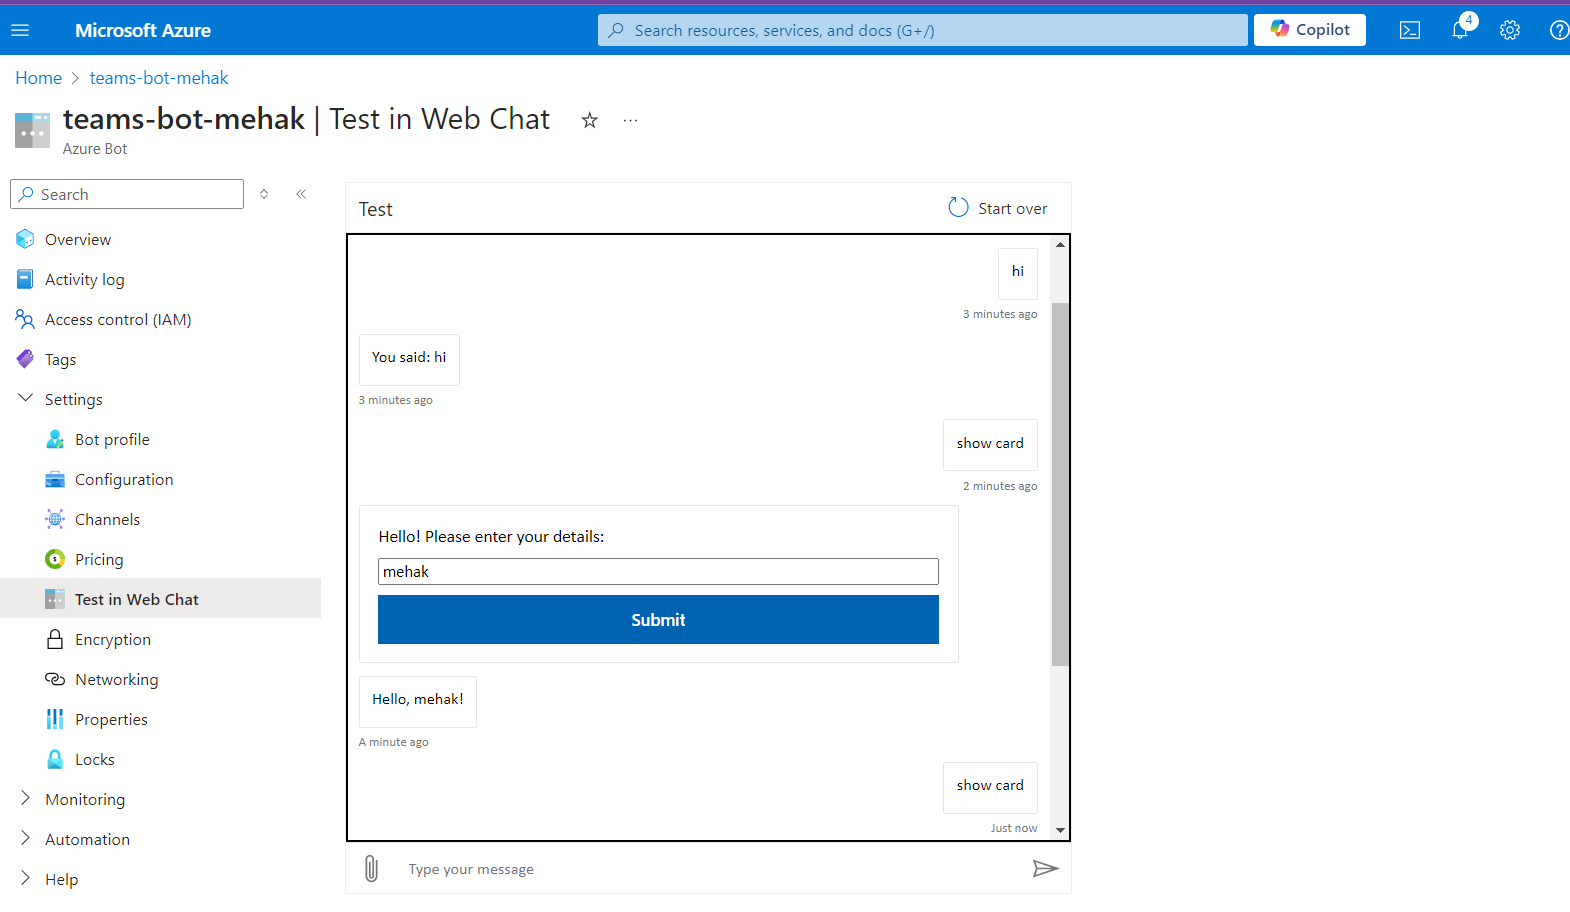 Microsoft Azure
Search resources, services, and docs (G+/)
Copilot
4
Home > teams-bot-mehak
teams-bot-mehak | Test in Web Chat
Azure Bot
Search
Overview
Activity log
Access control (IAM)
Tags
Settings
Bot profile
Configuration
Channels
Pricing
Test in Web Chat
Encryption
Networking
Properties
Locks
Monitoring
Automation
Help
Test
Start over
hi
3 minutes ago
You said: hi
3 minutes ago
show card
2 minutes ago
Hello! Please enter your details:
mehak
Submit
Hello, mehak!
A minute ago
show card
Just now
Type your message